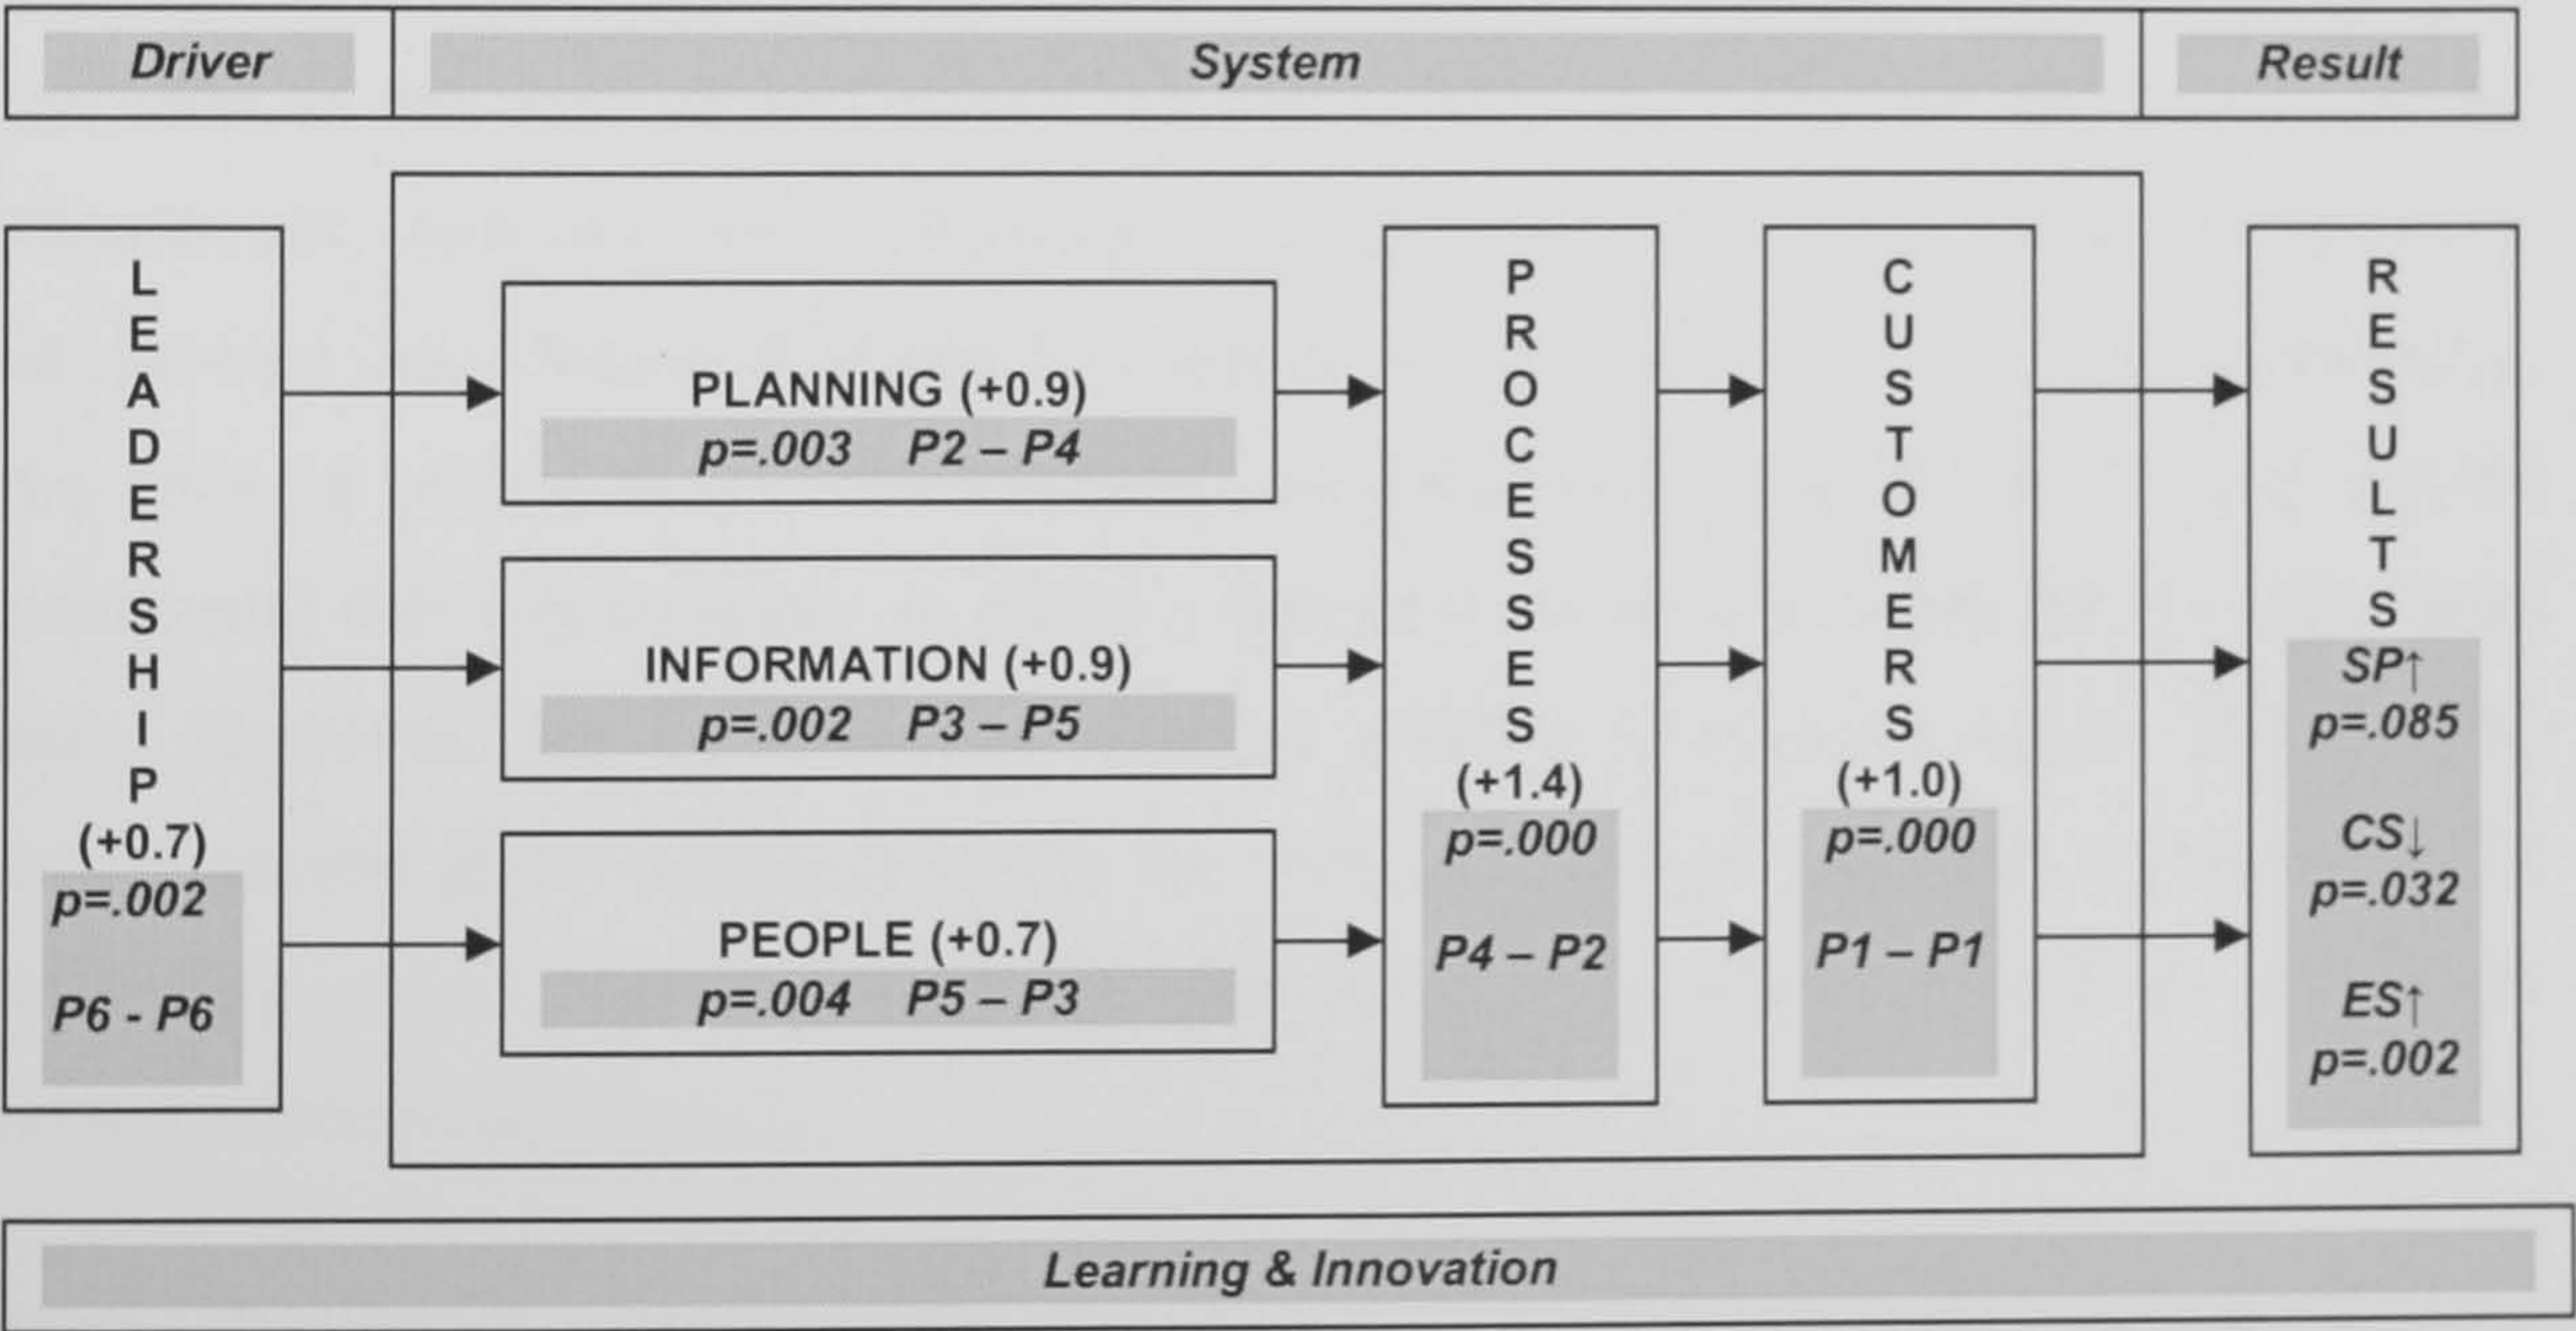 Driver
System
Result
LEADERSHIP
(+0.7)
p=.002
P6 - P6
PLANNING (+0.9)
p=.003 P2 – P4
INFORMATION (+0.9)
p=.002 P3 – P5
PEOPLE (+0.7)
p=.004 P5 – P3
PROCESSES
(+1.4)
p=.000
P4 – P2
CUSTOMERS
(+1.0)
p=.000
P1 – P1
RESULTS
SP↑
p=.085
CS↓
p=.032
ES↑
p=.002
Learning & Innovation